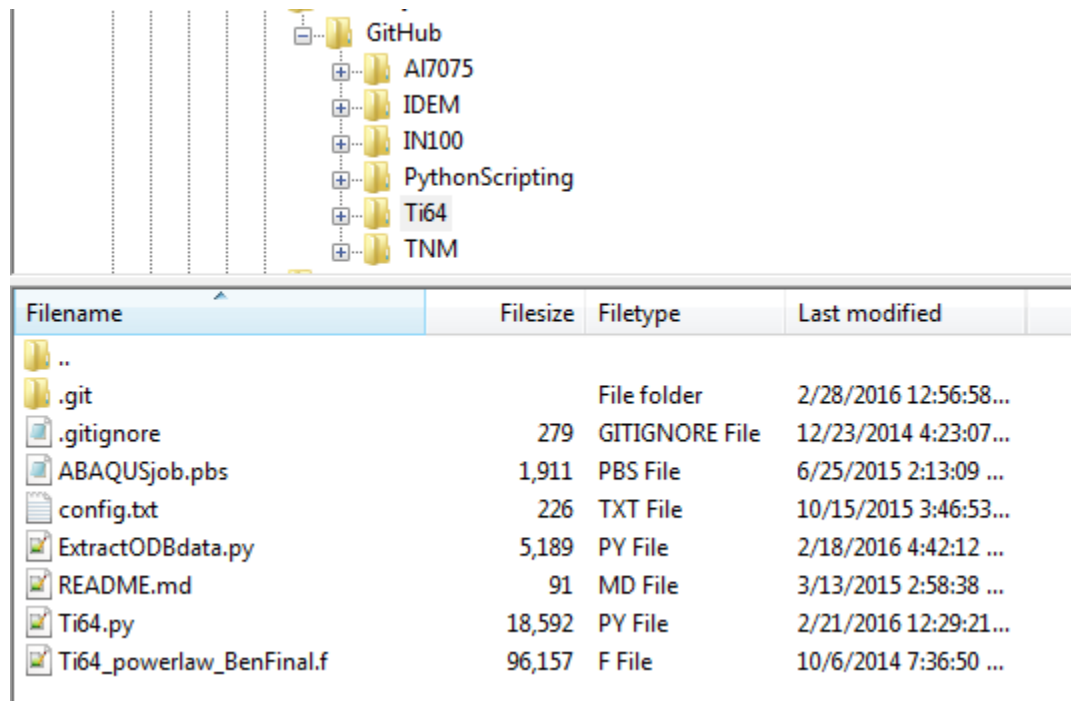 GitHub
Al7075
IDEM
IN100
PythonScripting
Ti64
TNM
Filename Filesize Filetype Last modified
..
.git File folder 2/28/2016 12:56:58...
.gitignore 279 GITIGNORE File 12/23/2014 4:23:07...
ABAQUSjob.pbs 1,911 PBS File 6/25/2015 2:13:09 ...
config.txt 226 TXT File 10/15/2015 3:46:53...
ExtractODBdata.py 5,189 PY File 2/18/2016 4:42:12 ...
README.md 91 MD File 3/13/2015 2:58:38 ...
Ti64.py 18,592 PY File 2/21/2016 12:29:21...
Ti64_powerlaw_BenFinal.f 96,157 F File 10/6/2014 7:36:50 ...